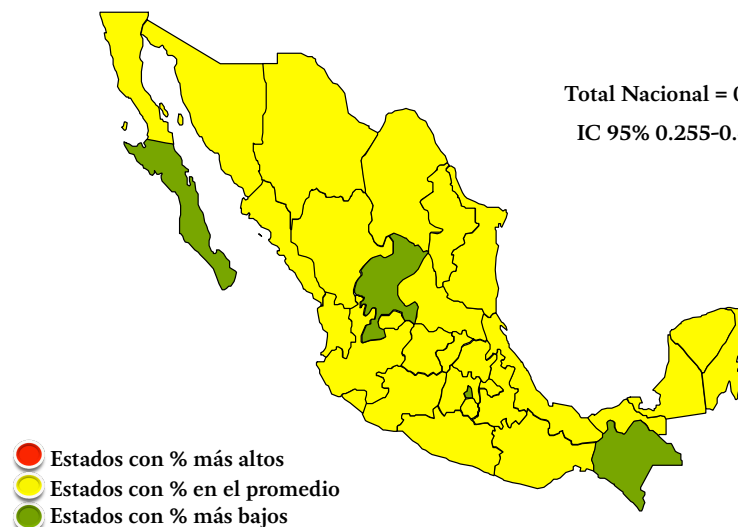 Total Nacional = 0
IC 95% 0.255-0.
Estados con % más altos
Estados con % en el promedio
Estados con % más bajos